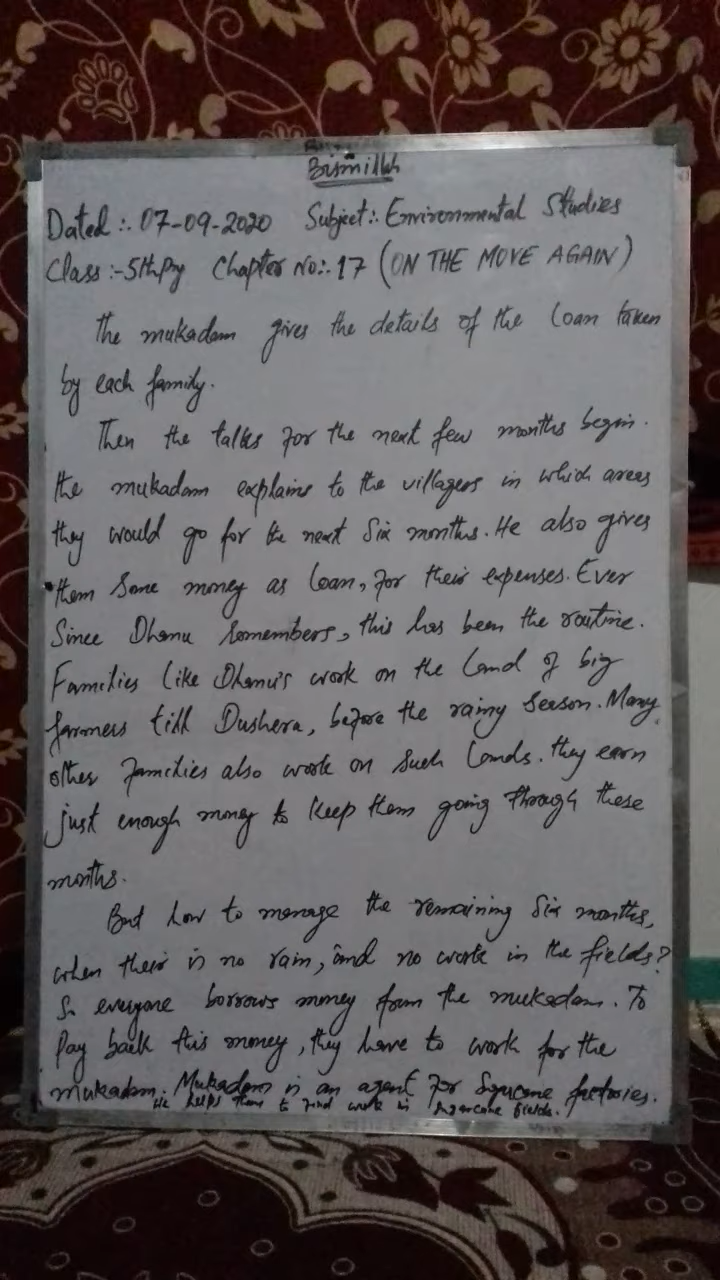 Bismillah
Dated :. 07-09-2020 Subject:. Environmental Studies
Class :- 5th Pry Chapter No:. 17 (ON THE MOVE AGAIN)
The mukadam gives the details of the loan taken
by each family.
Then the talks for the next few months begin.
the mukadam explains to the villagers in which areas
they would go for the next Six months. He also gives
them Some money as loan, for their expenses. Ever
Since Dhanu remembers, this has been the routine.
Families like Dhanu's work on the land of big
farmers till Dushera, before the rainy Season. Many
other families also work on Such lands. they earn
just enough money to keep them going through these
months.
But how to manage the remaining Six months,
when their is no rain, and no work in the fields?
So everyone borrows money from the mukadam. To
Pay back this money, they have to work for the
mukadam. Mukadam is an agent for factories.
He helps them to find work in Sugarcane fields.